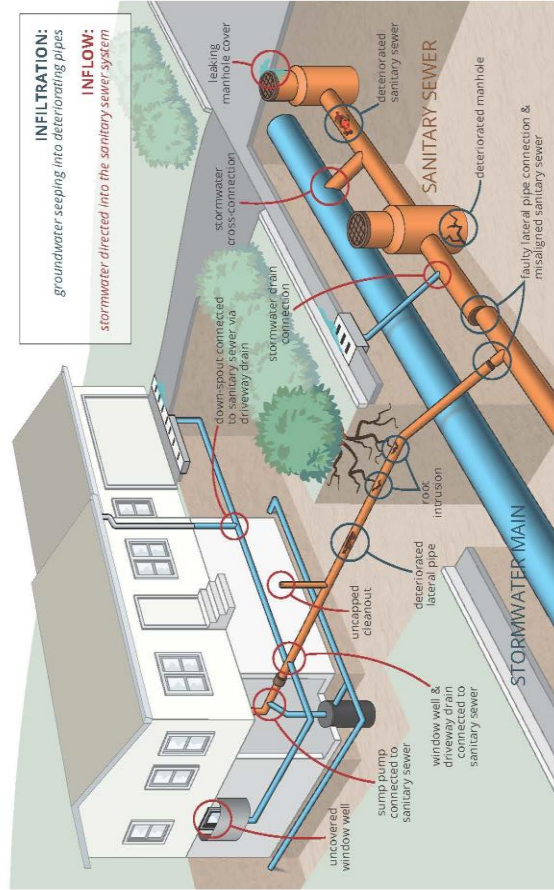 INFILTRATION:
groundwater seeping into deteriorating pipes
INFLOW:
stormwater directed into the sanitary sewer system
leaking
manhole cover
deteriorated
sanitary sewer
SANITARY SEWER
deteriorated manhole
stormwater
cross-connection
faulty lateral pipe connection &
misaligned sanitary sewer
stormwater drain
connection
down-spout connected
to sanitary sewer via
driveway drain
root
intrusion
STORMWATER MAIN
deteriorated
lateral pipe
uncapped
cleanout
window well &
driveway drain
connected to
sanitary sewer
sump pump
connected to
sanitary sewer
uncovered
window well